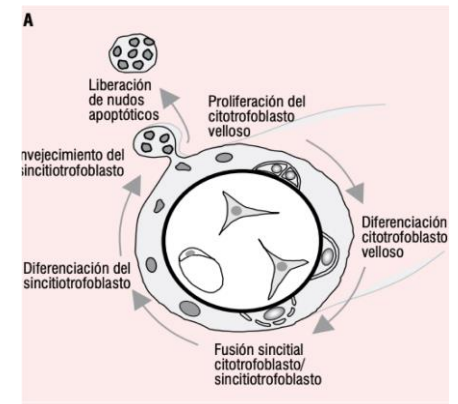 A
Liberación
de nudos
apoptóticos
Proliferación del
citotrofoblasto
velloso
nvejecimiento del
sincitiotrofoblasto
Diferenciación
citotrofoblasto
velloso
Diferenciación del
sincitiotrofoblasto
Fusión sincitial
citotrofoblasto/
sincitiotrofoblasto